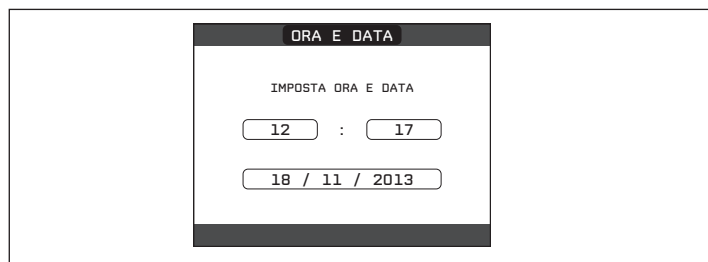 ORA E DATA
IMPOSTA ORA E DATA
12 : 17
18 / 11 / 2013